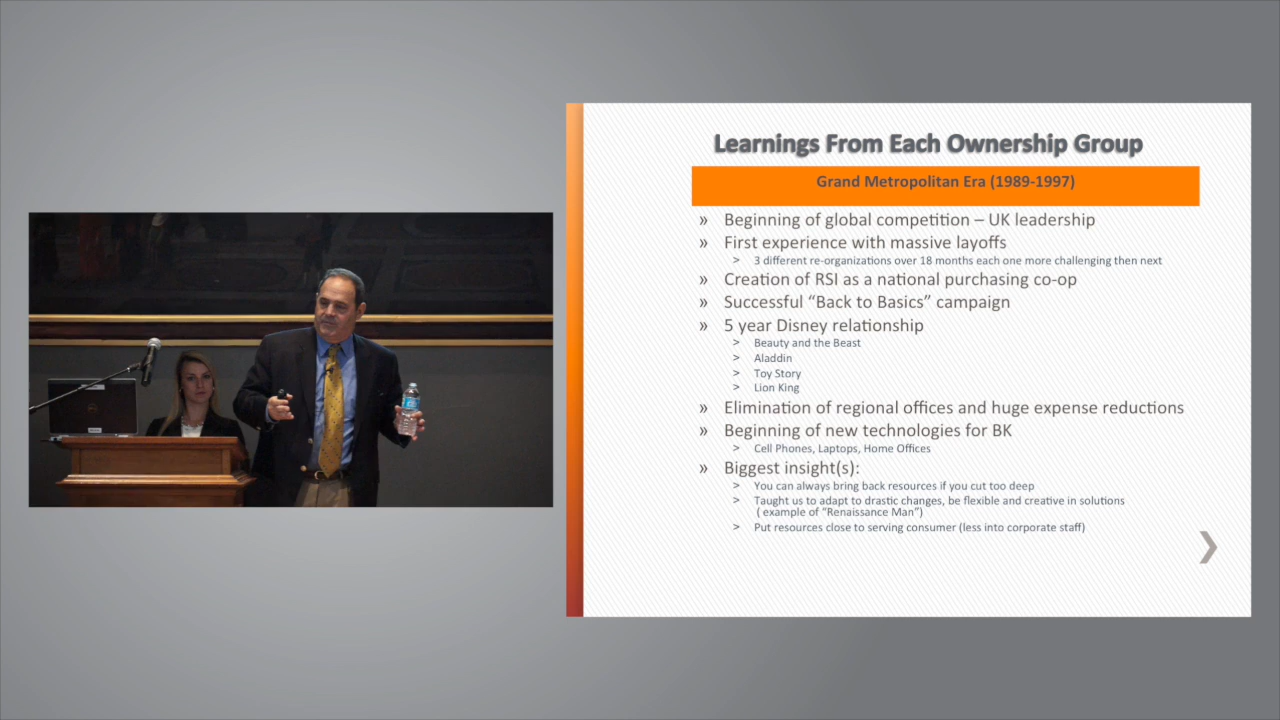 Learnings From Each Ownership Group
Grand Metropolitan Era (1989-1997)
» Beginning of global competition – UK leadership
» First experience with massive layoffs
> 3 different re-organizations over 18 months each one more challenging then next
» Creation of RSI as a national purchasing co-op
» Successful “Back to Basics” campaign
» 5 year Disney relationship
> Beauty and the Beast
> Aladdin
> Toy Story
> Lion King
» Elimination of regional offices and huge expense reductions
» Beginning of new technologies for BK
> Cell Phones, Laptops, Home Offices
» Biggest insight(s):
> You can always bring back resources if you cut too deep
> Taught us to adapt to drastic changes, be flexible and creative in solutions
( example of “Renaissance Man”)
> Put resources close to serving consumer (less into corporate staff)